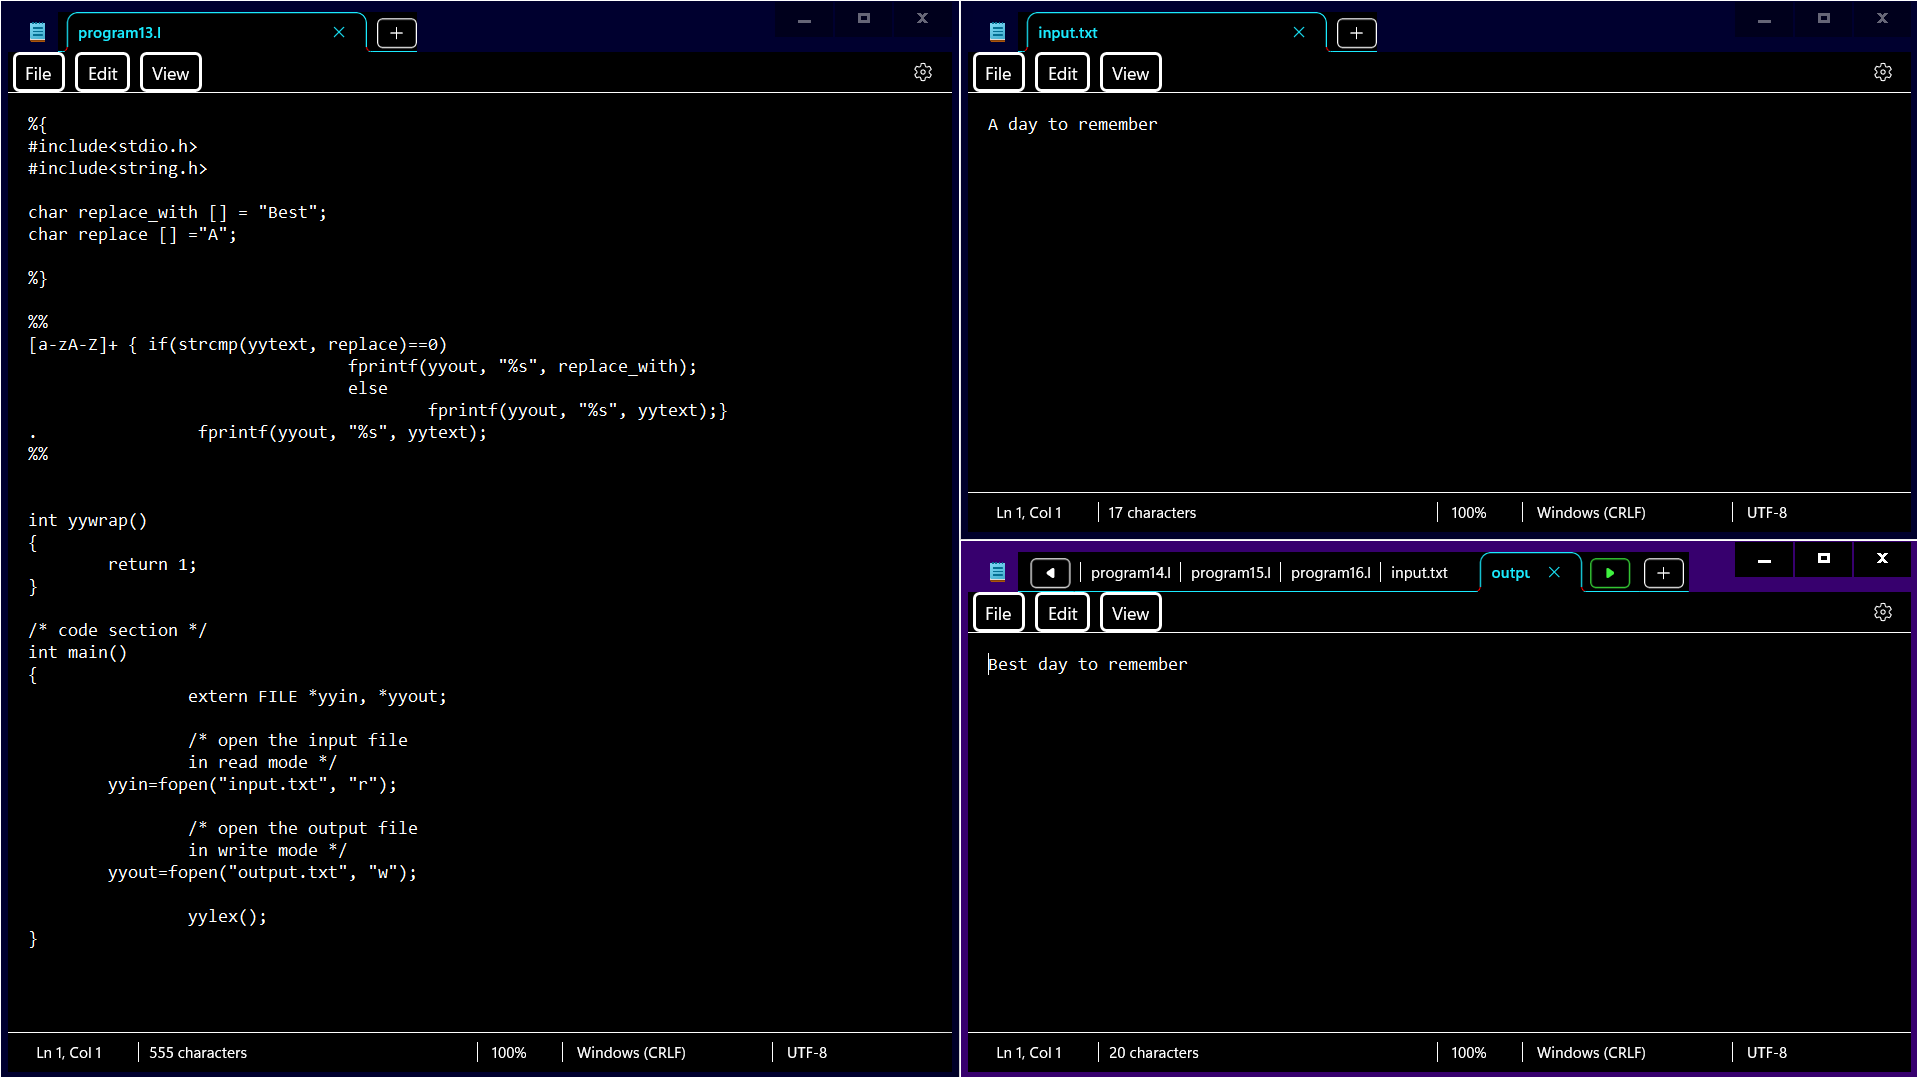 program13.l
File Edit View
%{
#include<stdio.h>
#include<string.h>
char replace_with [] = "Best";
char replace [] ="A";
%}
%%
[a-zA-Z]+ { if(strcmp(yytext, replace)==0)
fprintf(yyout, "%s", replace_with);
else
fprintf(yyout, "%s", yytext);}
. fprintf(yyout, "%s", yytext);
%%
int yywrap()
{
return 1;
}
/* code section */
int main()
{
extern FILE *yyin, *yyout;
/* open the input file
in read mode */
yyin=fopen("input.txt", "r");
/* open the output file
in write mode */
yyout=fopen("output.txt", "w");
yylex();
}
Ln 1, Col 1 555 characters 100% Windows (CRLF) UTF-8
input.txt
File Edit View
A day to remember
Ln 1, Col 1 17 characters 100% Windows (CRLF) UTF-8
program14.l program15.l program16.l input.txt outpu
File Edit View
Best day to remember
Ln 1, Col 1 20 characters 100% Windows (CRLF) UTF-8